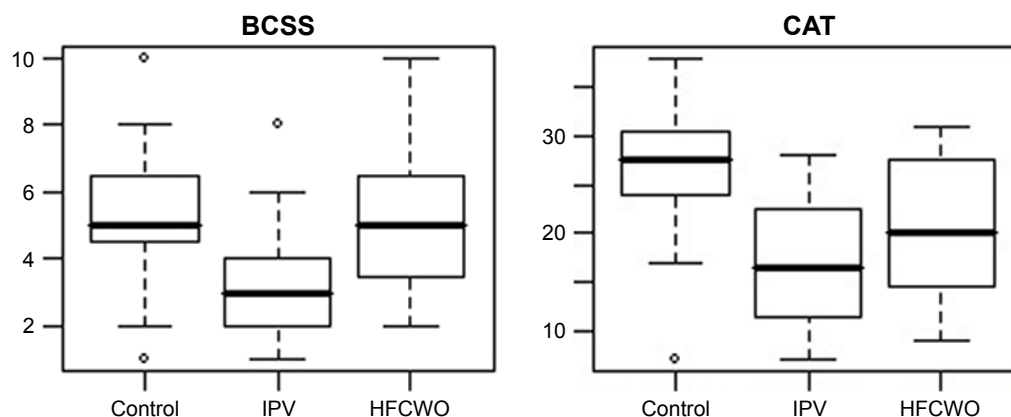 BCSS
10
8
6
4
2
Control IPV HFCWO
CAT
30
20
10
Control IPV HFCWO